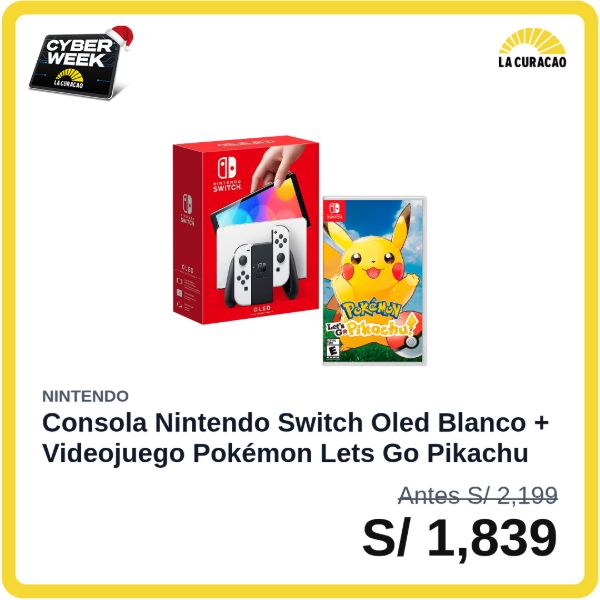 CYBER
WEEK
LA CURACAO
LA CURACAO
NINTENDO
SWITCH
OLED
OLED
POKÉMON
Let's Go
Pikachu!
E
NINTENDO
Consola Nintendo Switch Oled Blanco +
Videojuego Pokémon Lets Go Pikachu
Antes S/ 2,199
S/ 1,839